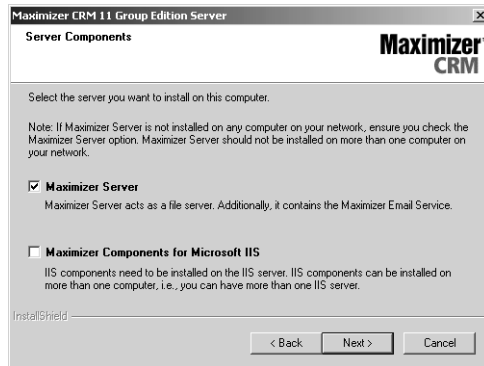 Maximizer CRM 11 Group Edition Server
Server Components
Maximizer
CRM
Select the server you want to install on this computer.
Note: If Maximizer Server is not installed on any computer on your network, ensure you check the
Maximizer Server option. Maximizer Server should not be installed on more than one computer on
your network.
Maximizer Server
Maximizer Server acts as a file server. Additionally, it contains the Maximizer Email Service.
Maximizer Components for Microsoft IIS
IIS components need to be installed on the IIS server. IIS components can be installed on
more than one computer, i.e., you can have more than one IIS server.
InstallShield
< Back Next > Cancel